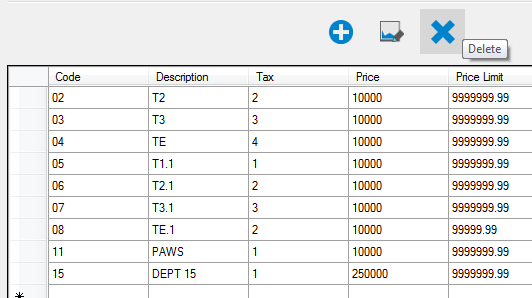 Delete
Code Description Tax Price Price Limit
02 T2 2 10000 9999999.99
03 T3 3 10000 9999999.99
04 TE 4 10000 9999999.99
05 T1.1 1 10000 9999999.99
06 T2.1 2 10000 9999999.99
07 T3.1 3 10000 9999999.99
08 TE.1 2 10000 99999.99
11 PAWS 1 10000 9999999.99
15 DEPT 15 1 250000 9999999.99